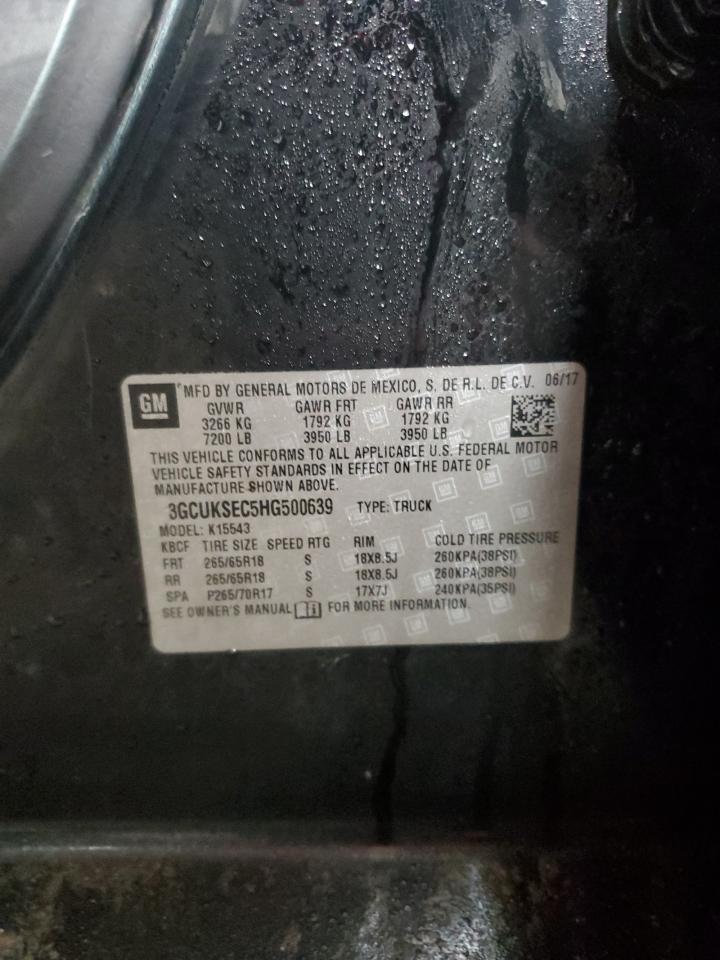 GM
MFD BY GENERAL MOTORS DE MEXICO, S. DE R.L. DE C.V. 06/17
GVWR GAWR FRT GAWR RR
3266 KG 1792 KG 1792 KG
7200 LB 3950 LB 3950 LB
THIS VEHICLE CONFORMS TO ALL APPLICABLE U.S. FEDERAL MOTOR
VEHICLE SAFETY STANDARDS IN EFFECT ON THE DATE OF
MANUFACTURE SHOWN ABOVE.
3GCUKSEC5HG500639 TYPE: TRUCK
MODEL: K15543
KBCF TIRE SIZE SPEED RTG RIM COLD TIRE PRESSURE
FRT 265/65R18 S 18X8.5J 260KPA(38PSI)
RR 265/65R18 S 18X8.5J 260KPA(38PSI)
SPA P265/70R17 S 17X7J 240KPA(35PSI)
SEE OWNER'S MANUAL FOR MORE INFORMATION.